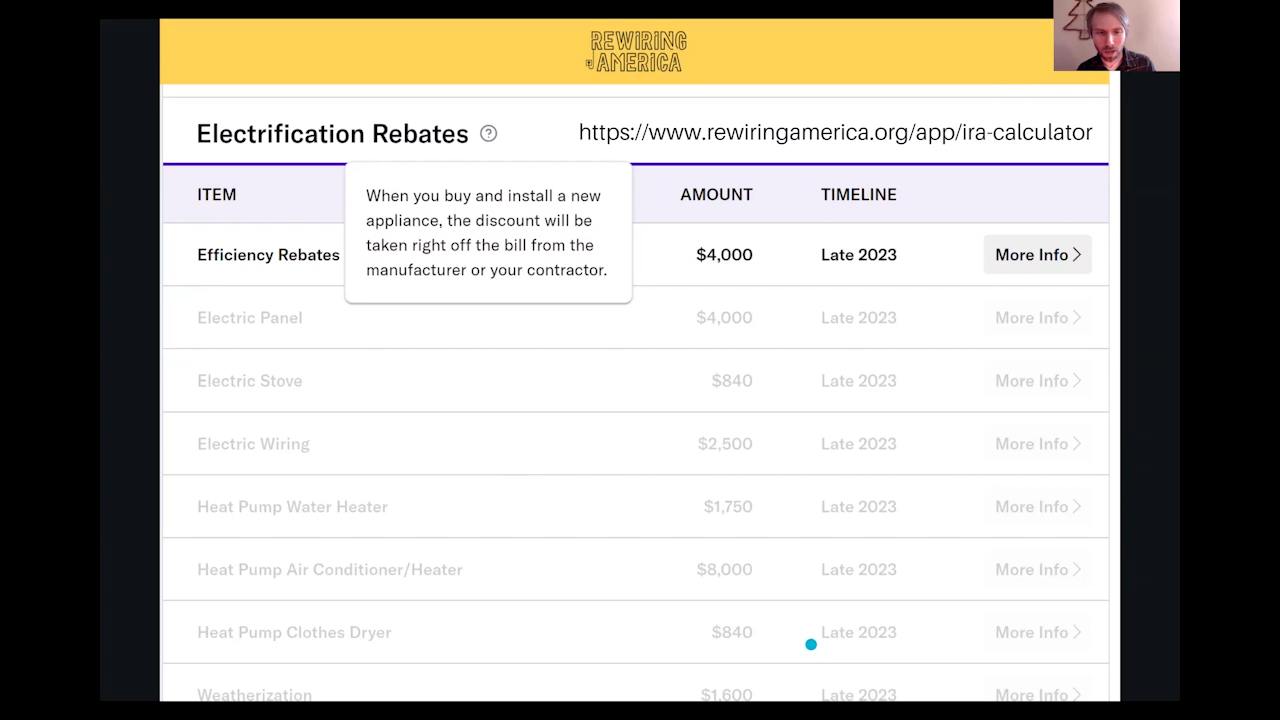 REWIRING
AMERICA
Electrification Rebates ?
https://www.rewiringamerica.org/app/ira-calculator
ITEM AMOUNT TIMELINE
When you buy and install a new
appliance, the discount will be
taken right off the bill from the
manufacturer or your contractor.
Efficiency Rebates $4,000 Late 2023 More Info >
Electric Panel $4,000 Late 2023 More Info >
Electric Stove $840 Late 2023 More Info >
Electric Wiring $2,500 Late 2023 More Info >
Heat Pump Water Heater $1,750 Late 2023 More Info >
Heat Pump Air Conditioner/Heater $8,000 Late 2023 More Info >
Heat Pump Clothes Dryer $840 Late 2023 More Info >
Weatherization $1,600 Late 2023 More Info >